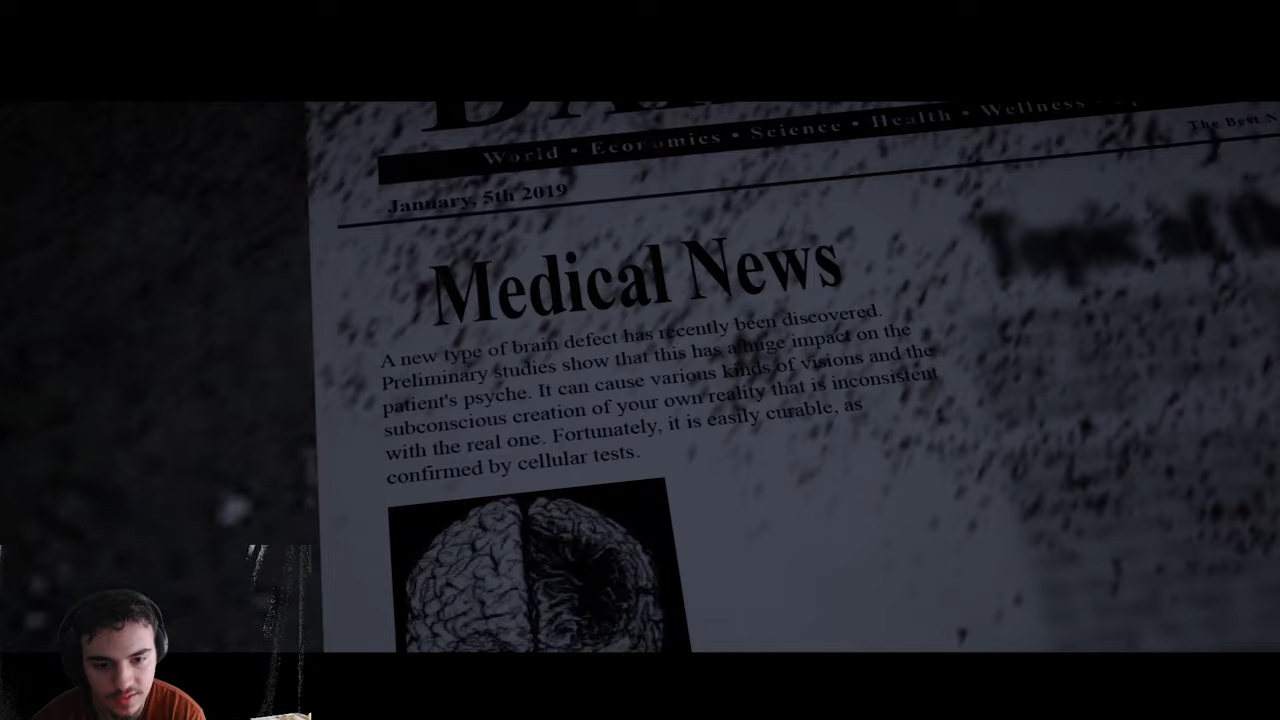 World • Economics • Science • Health • Wellness •
The Best N
January, 5th 2019
Medical News
A new type of brain defect has recently been discovered.
Preliminary studies show that this has a huge impact on the
patient's psyche. It can cause various kinds of visions and the
subconscious creation of your own reality that is inconsistent
with the real one. Fortunately, it is easily curable, as
confirmed by cellular tests.